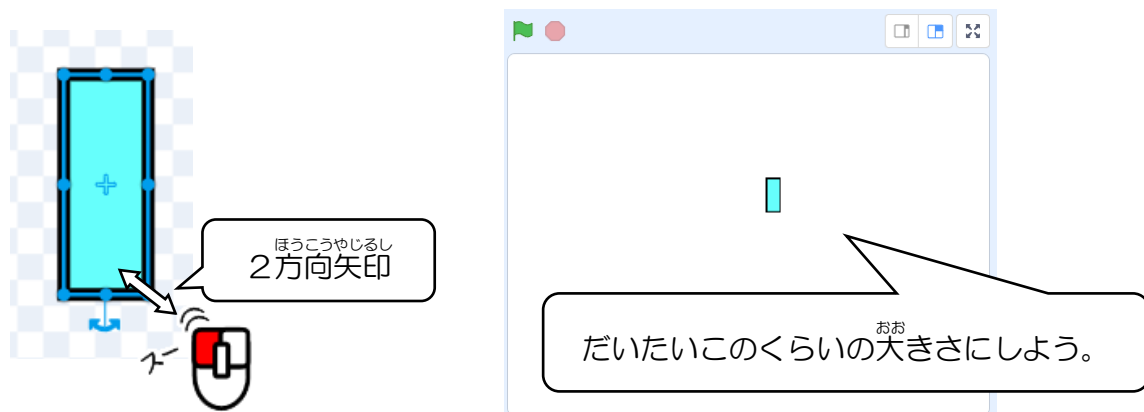 ほうこうやじるし
２方向矢印
スー
おお
だいたいこのくらいの大きさにしよう。